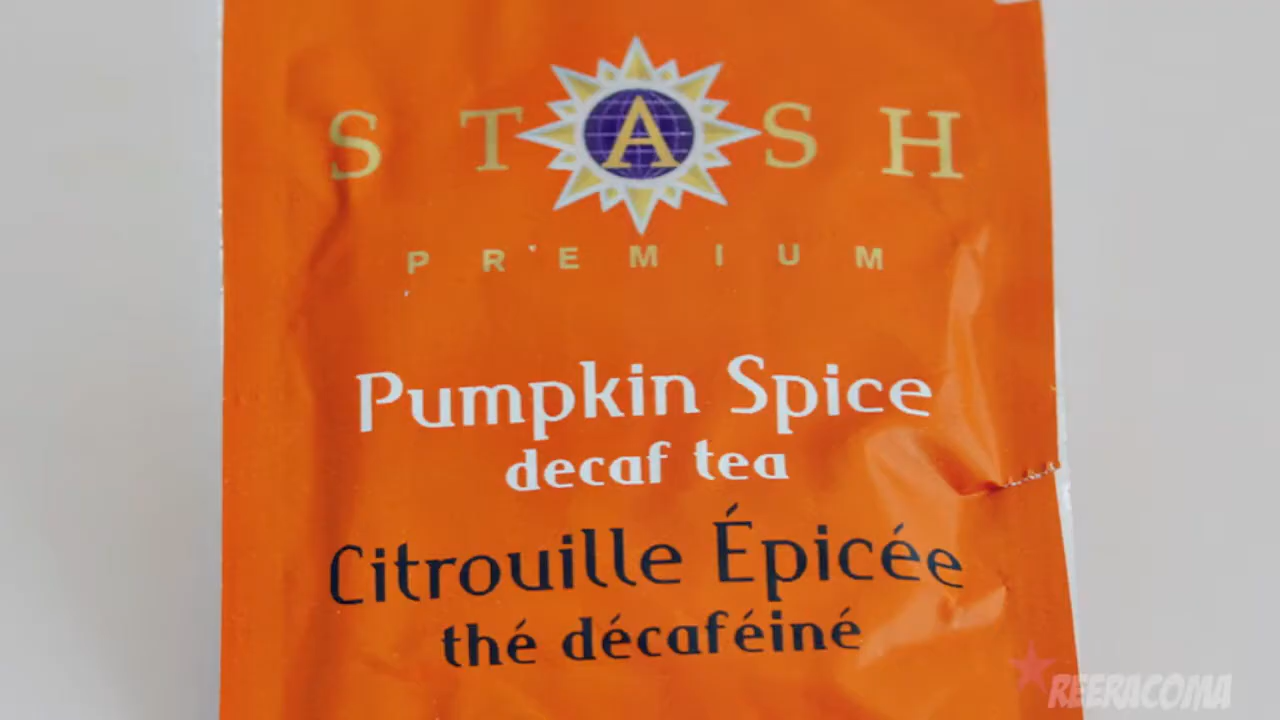 STASH
PREMIUM
Pumpkin Spice
decaf tea
Citrouille Épicée
thé décaféiné
REERACOMA